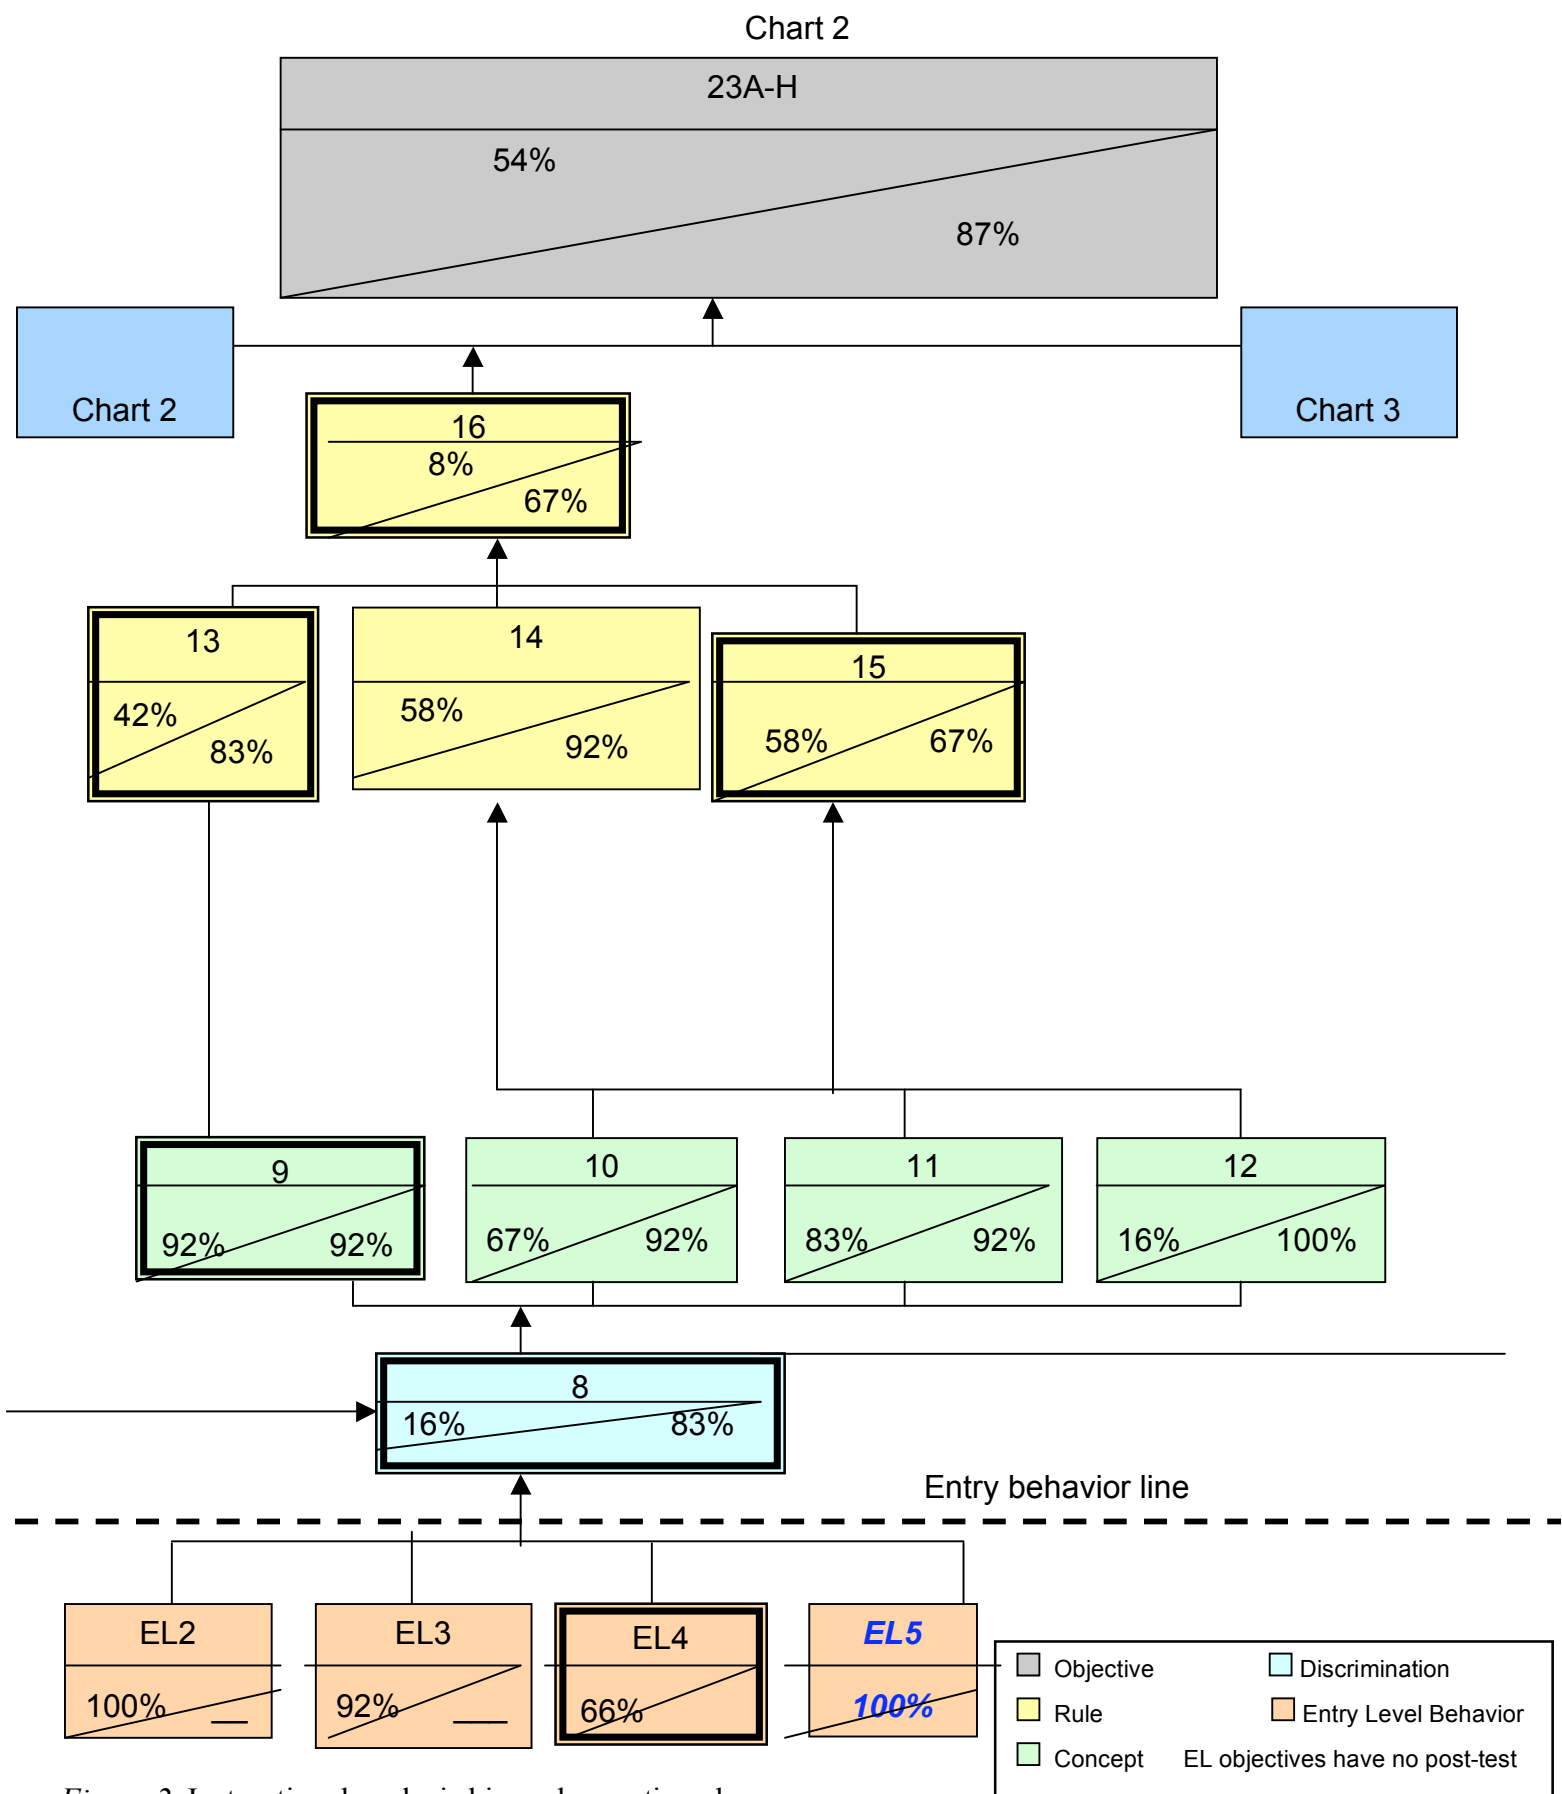 Chart 2
23A-H
54%
87%
Chart 2
Chart 3
16
8%
67%
13
42%
83%
14
58%
92%
15
58%
67%
9
92%
92%
10
67%
92%
11
83%
92%
12
16%
100%
8
16%
83%
Entry behavior line
EL2
100%
EL3
92%
EL4
66%
EL5
100%
Objective
Discrimination
Rule
Entry Level Behavior
Concept
EL objectives have no post-test